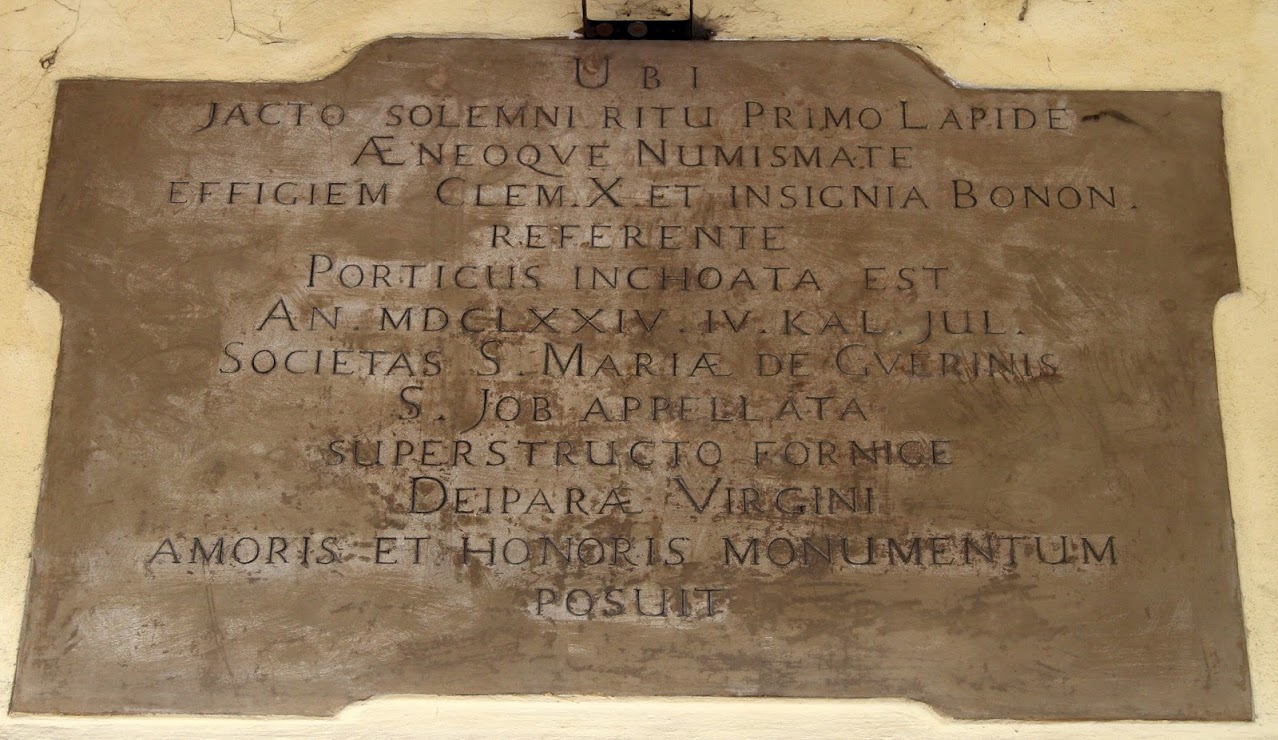 UBI
JACTO SOLEMNI RITU PRIMO LAPIDE
ÆNEOQVE NUMISMATE
EFFIGIEM CLEM.X ET INSIGNIA BONON.
REFERENTE
PORTICUS INCHOATA EST
AN. MDCLXXIV. IV. KAL. JUL.
SOCIETAS S. MARIÆ DE GVERINIS
S. JOB APPELLATA
SUPERSTRUCTO FORNICE
DEIPARÆ VIRGINI
AMORIS ET HONORIS MONUMENTUM
POSUIT